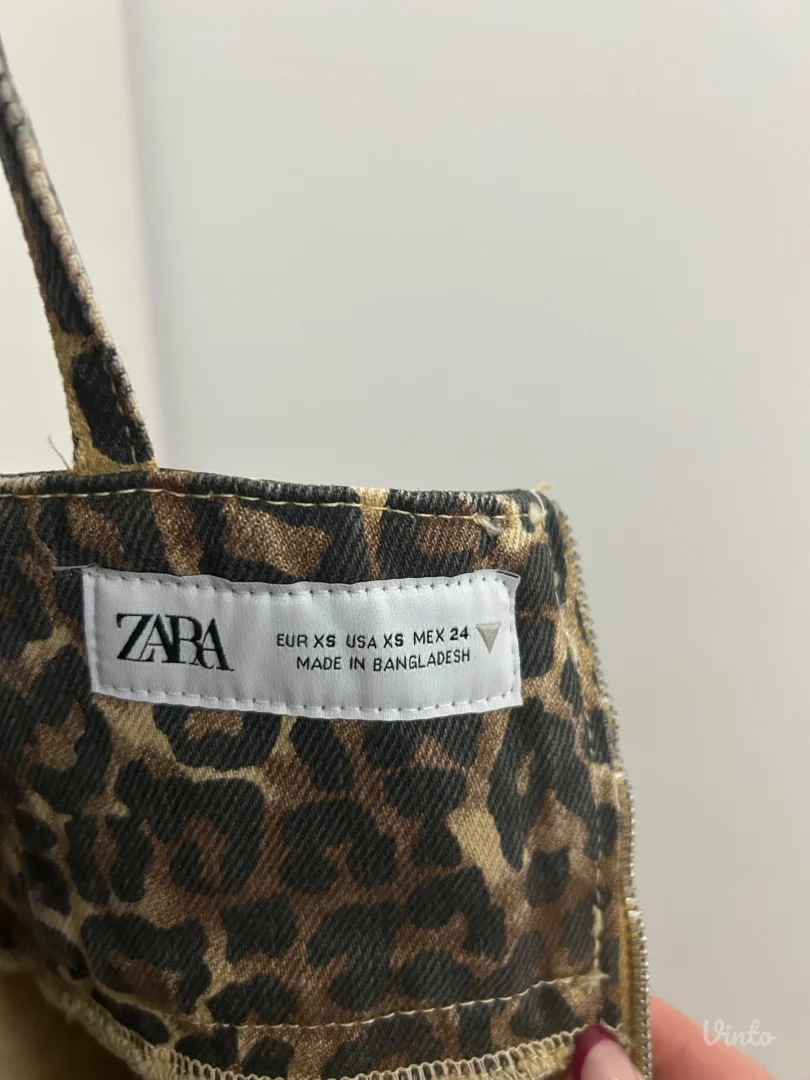 ZARA
EUR XS USA XS MEX 24
MADE IN BANGLADESH
Vinto